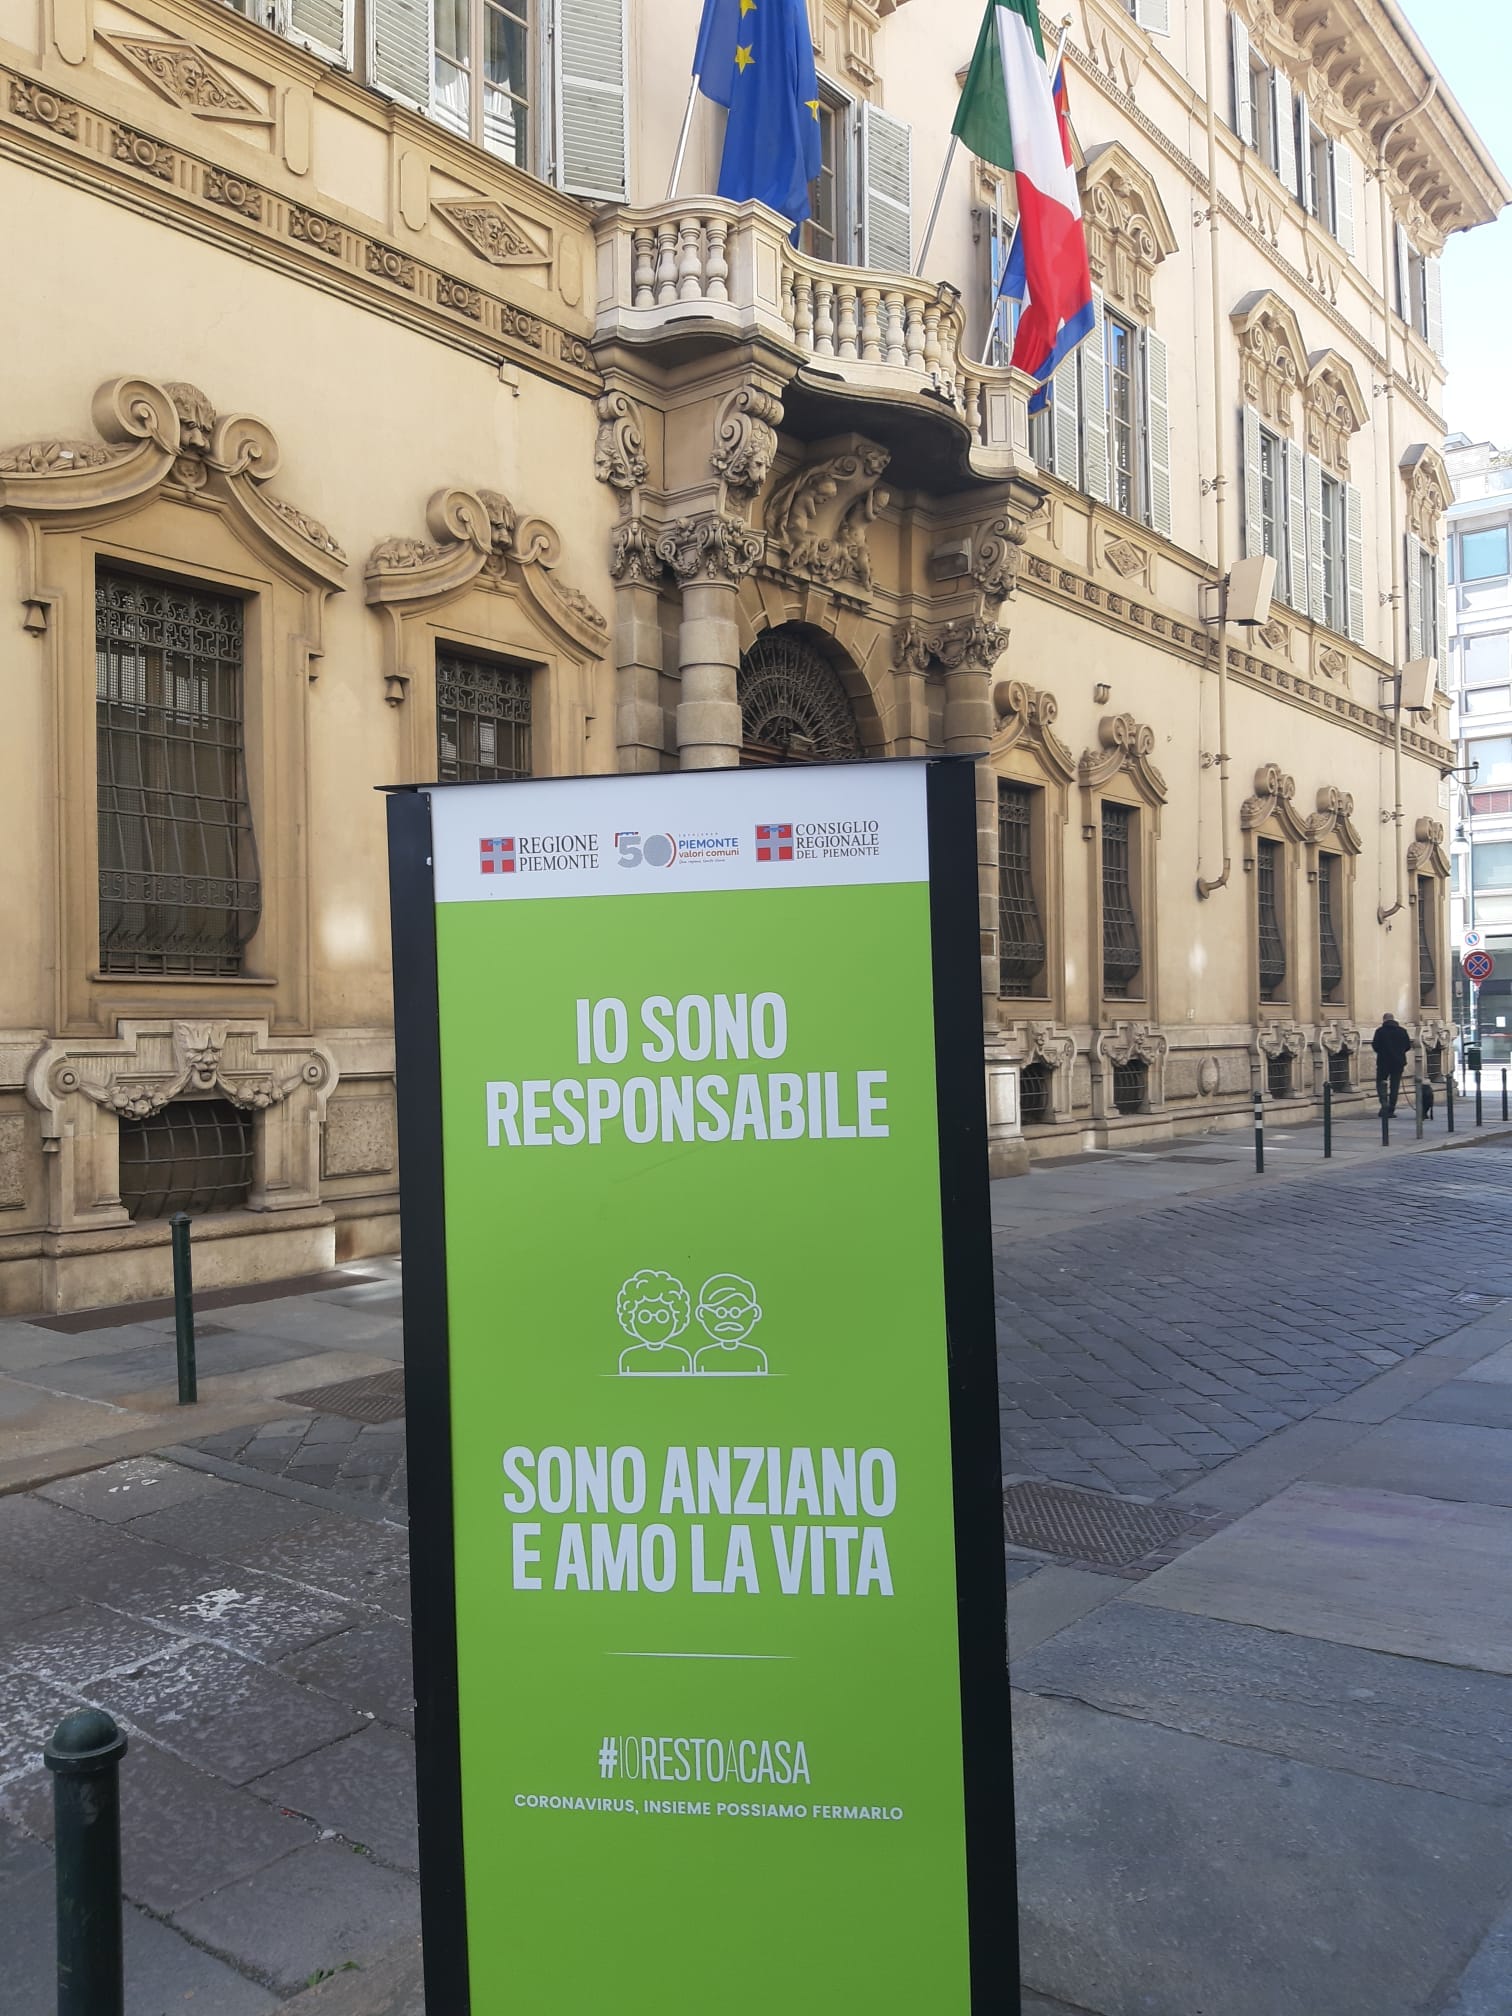 REGIONE
PIEMONTE
50
PIEMONTE
valori comuni
CONSIGLIO
REGIONALE
DEL PIEMONTE
IO SONO
RESPONSABILE
SONO ANZIANO
E AMO LA VITA
#IORESTOACASA
CORONAVIRUS, INSIEME POSSIAMO FERMARLO